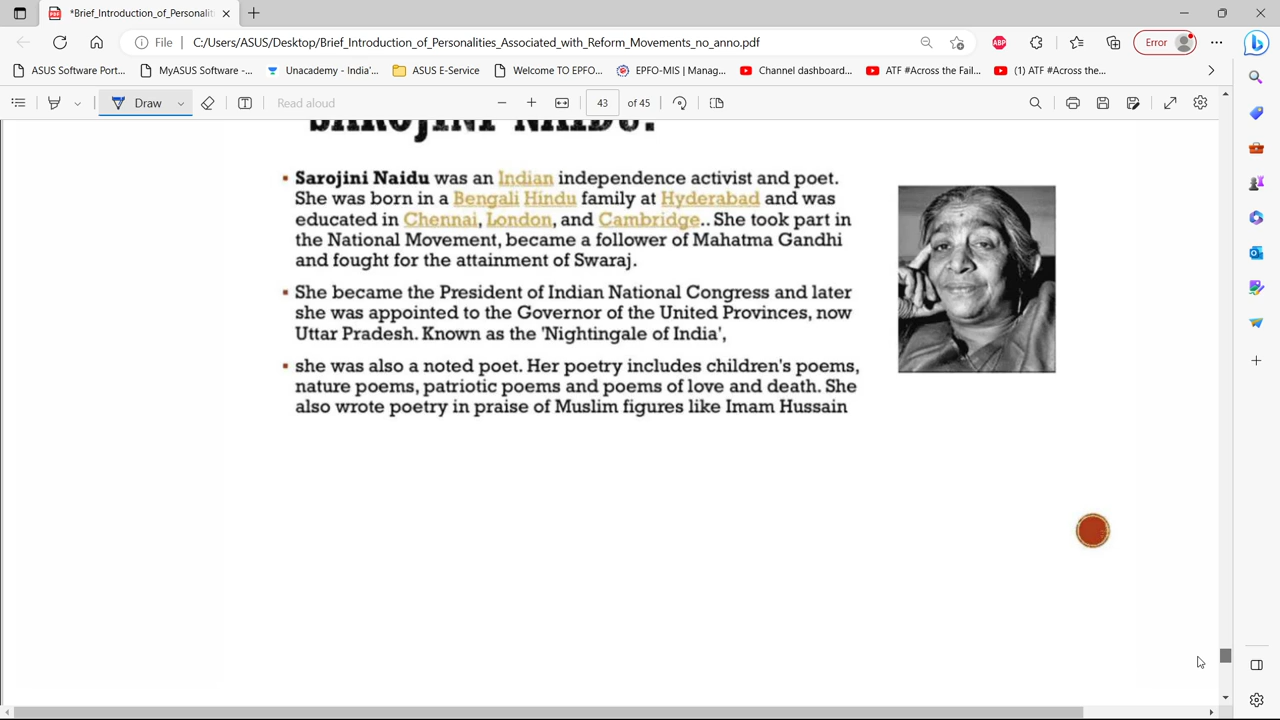 *Brief_Introduction_of_Personaliti
File
C:/Users/ASUS/Desktop/Brief_Introduction_of_Personalities_Associated_with_Reform_Movements_no_annp.pdf
Error
ASUS Software Port... MyASUS Software -... Unacademy - India'... ASUS E-Service Welcome To EPFO... EPFO-MIS | Manag... Channel dashboard... ATF #Across the Fail... (1) ATF #Across the...
Draw Read aloud 43 of 45
SAROJINI NAIDU:
▪ Sarojini Naidu was an Indian independence activist and poet.
She was born in a Bengali Hindu family at Hyderabad and was
educated in Chennai, London, and Cambridge.. She took part in
the National Movement, became a follower of Mahatma Gandhi
and fought for the attainment of Swaraj.
▪ She became the President of Indian National Congress and later
she was appointed to the Governor of the United Provinces, now
Uttar Pradesh. Known as the 'Nightingale of India',
▪ she was also a noted poet. Her poetry includes children's poems,
nature poems, patriotic poems and poems of love and death. She
also wrote poetry in praise of Muslim figures like Imam Hussain